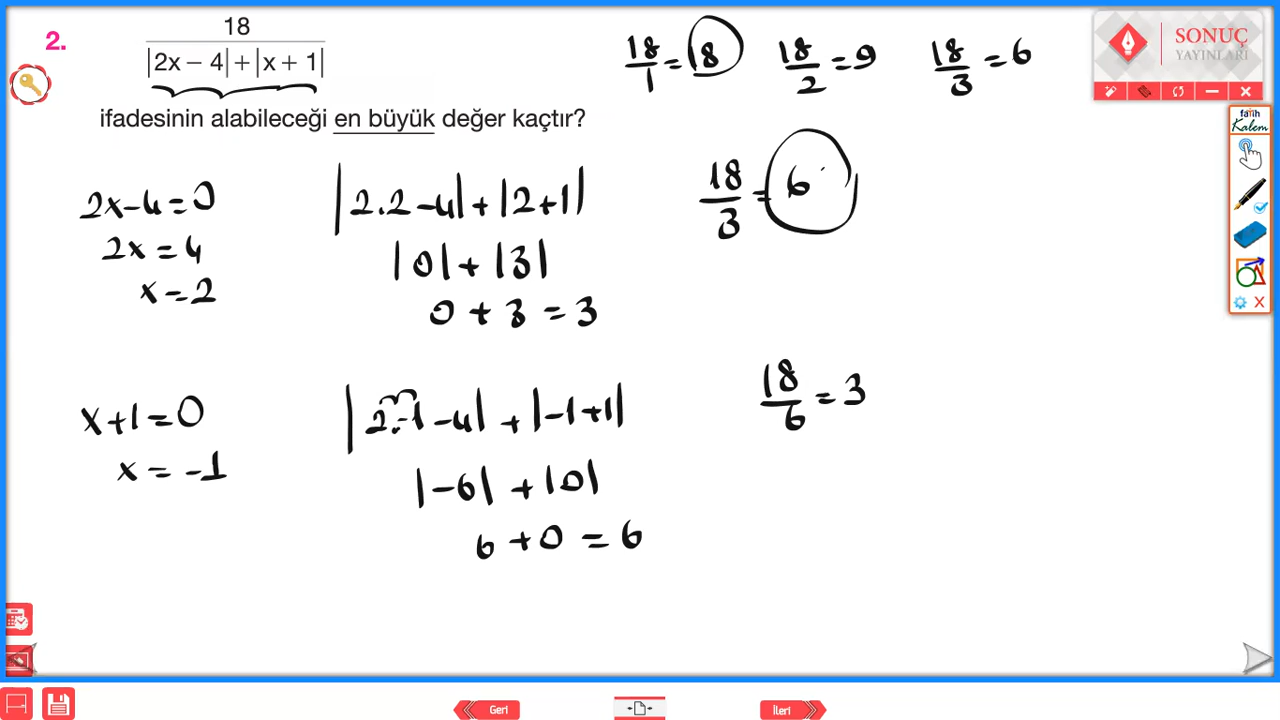 2.
18
|2x − 4| + |x + 1|
ifadesinin alabileceği en büyük değer kaçtır?
18/1 = 18
18/2 = 9
18/3 = 6
SONUÇ
YAYINLARI
fatih
Kalem
2x-4=0
2x=4
x=2
|2.2-4|+|2+1|
|0|+|3|
0+3=3
18/3=6
x+1=0
x=-1
|2.-1-4|+|-1+1|
|-6|+|0|
6+0=6
18/6=3
Geri
İleri